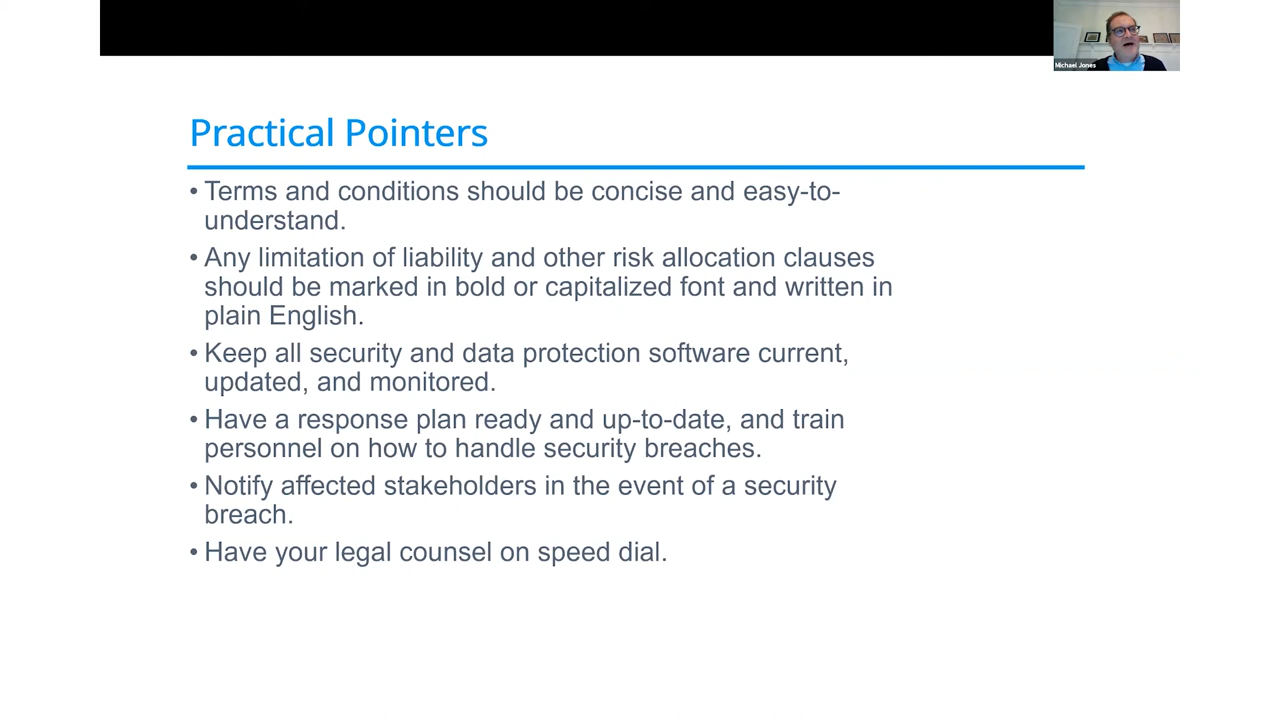 Michael Jones
Practical Pointers
• Terms and conditions should be concise and easy-to-
understand.
• Any limitation of liability and other risk allocation clauses
should be marked in bold or capitalized font and written in
plain English.
• Keep all security and data protection software current,
updated, and monitored.
• Have a response plan ready and up-to-date, and train
personnel on how to handle security breaches.
• Notify affected stakeholders in the event of a security
breach.
• Have your legal counsel on speed dial.